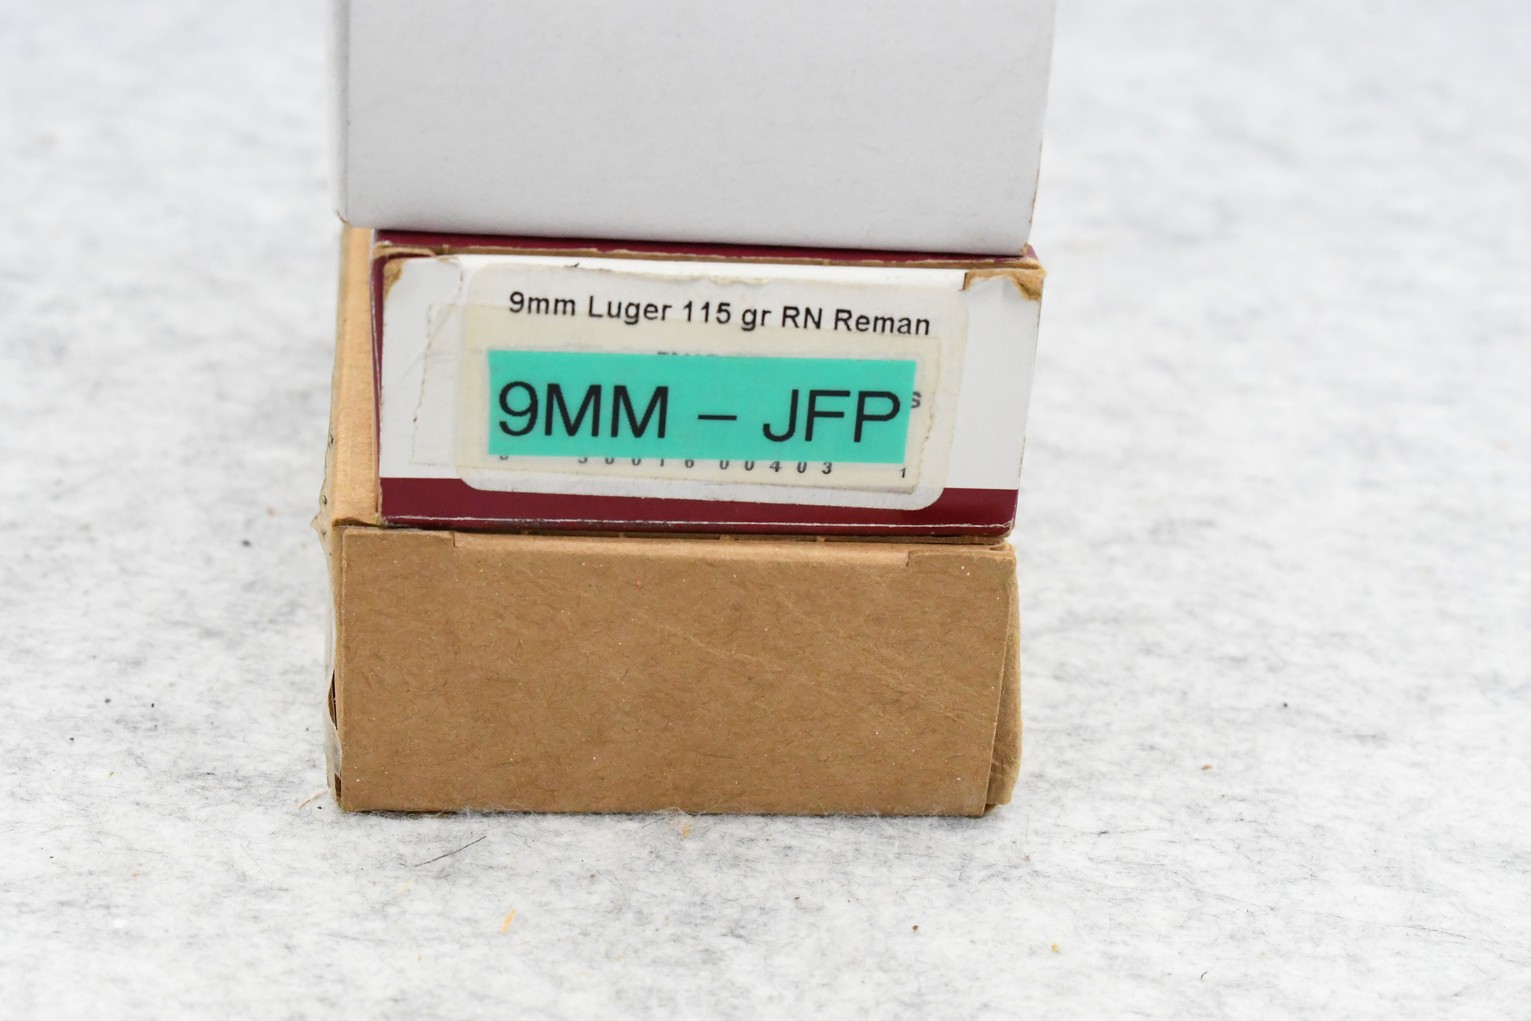 9mm Luger 115 gr RN Reman
9MM – JFP